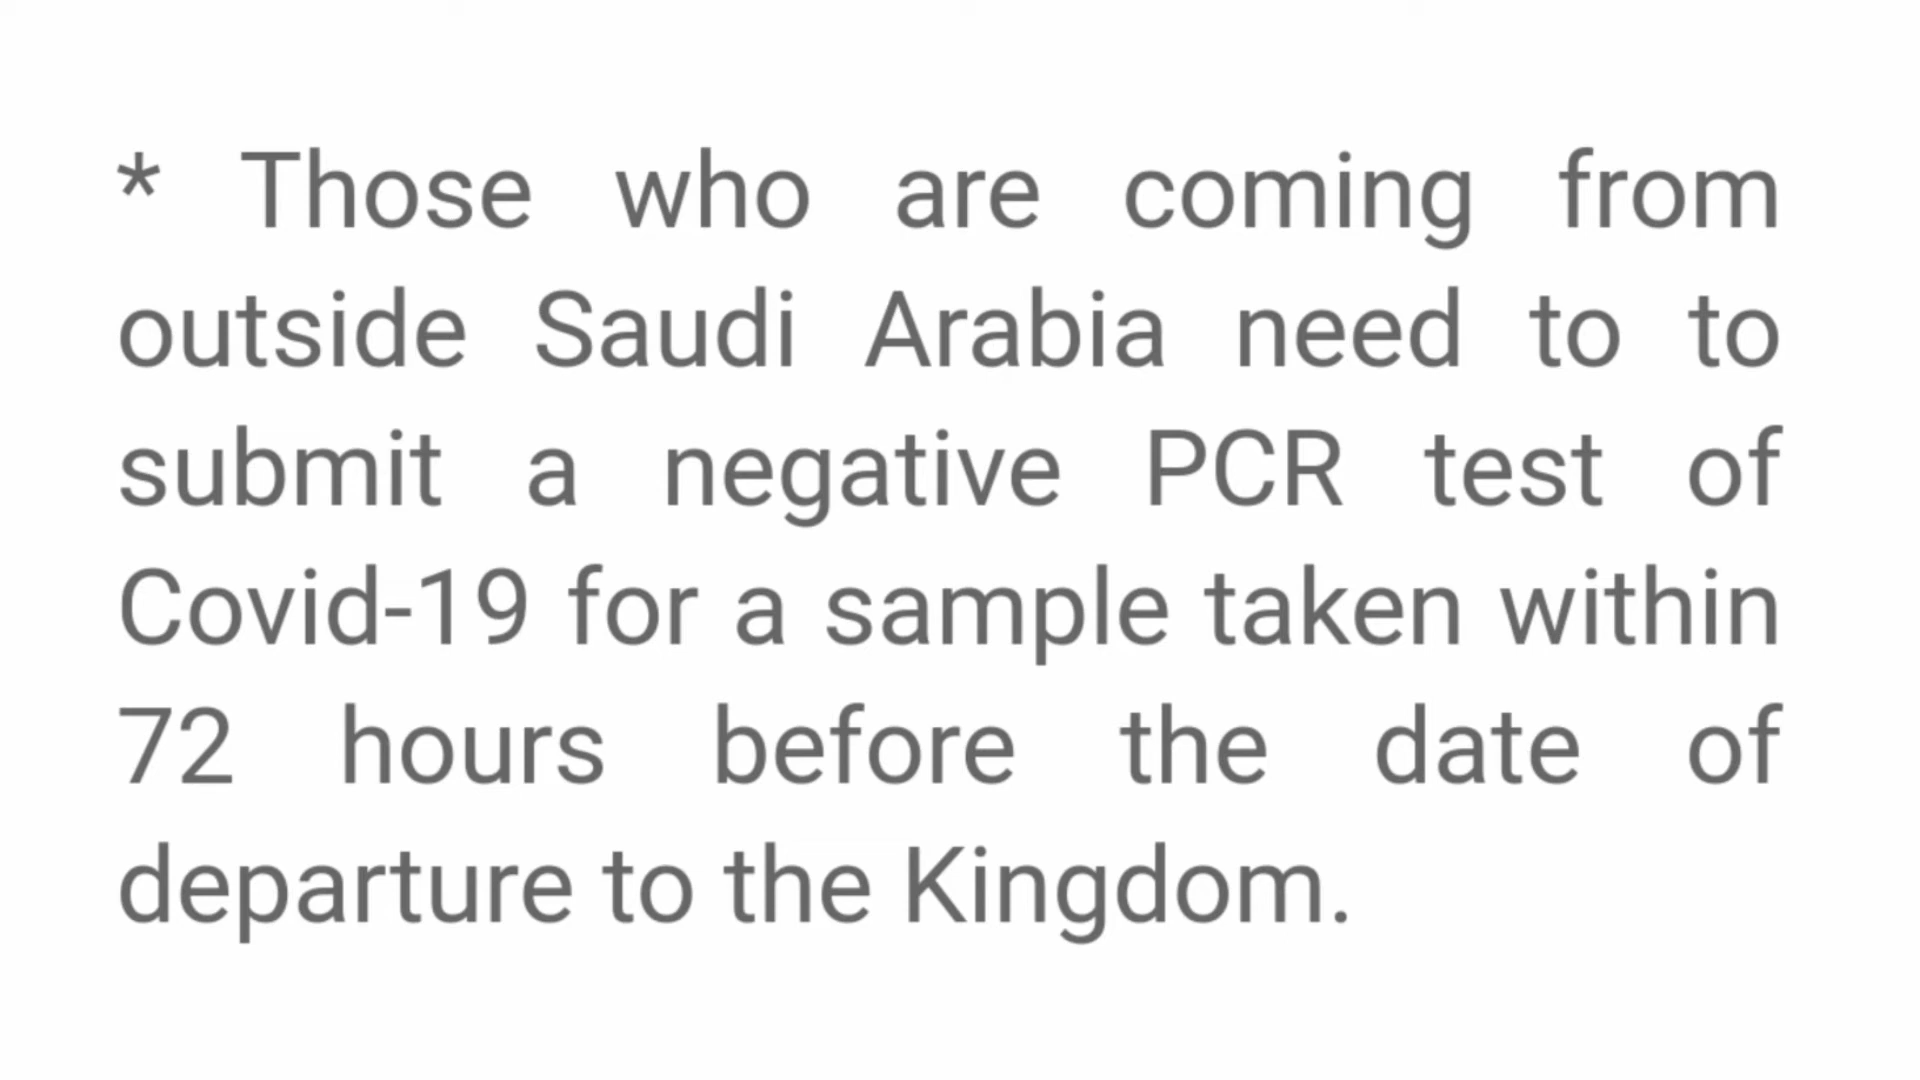 * Those who are coming from
outside Saudi Arabia need to to
submit a negative PCR test of
Covid-19 for a sample taken within
72 hours before the date of
departure to the Kingdom.